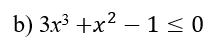 b) 3x³ +x² − 1 ≤ 0